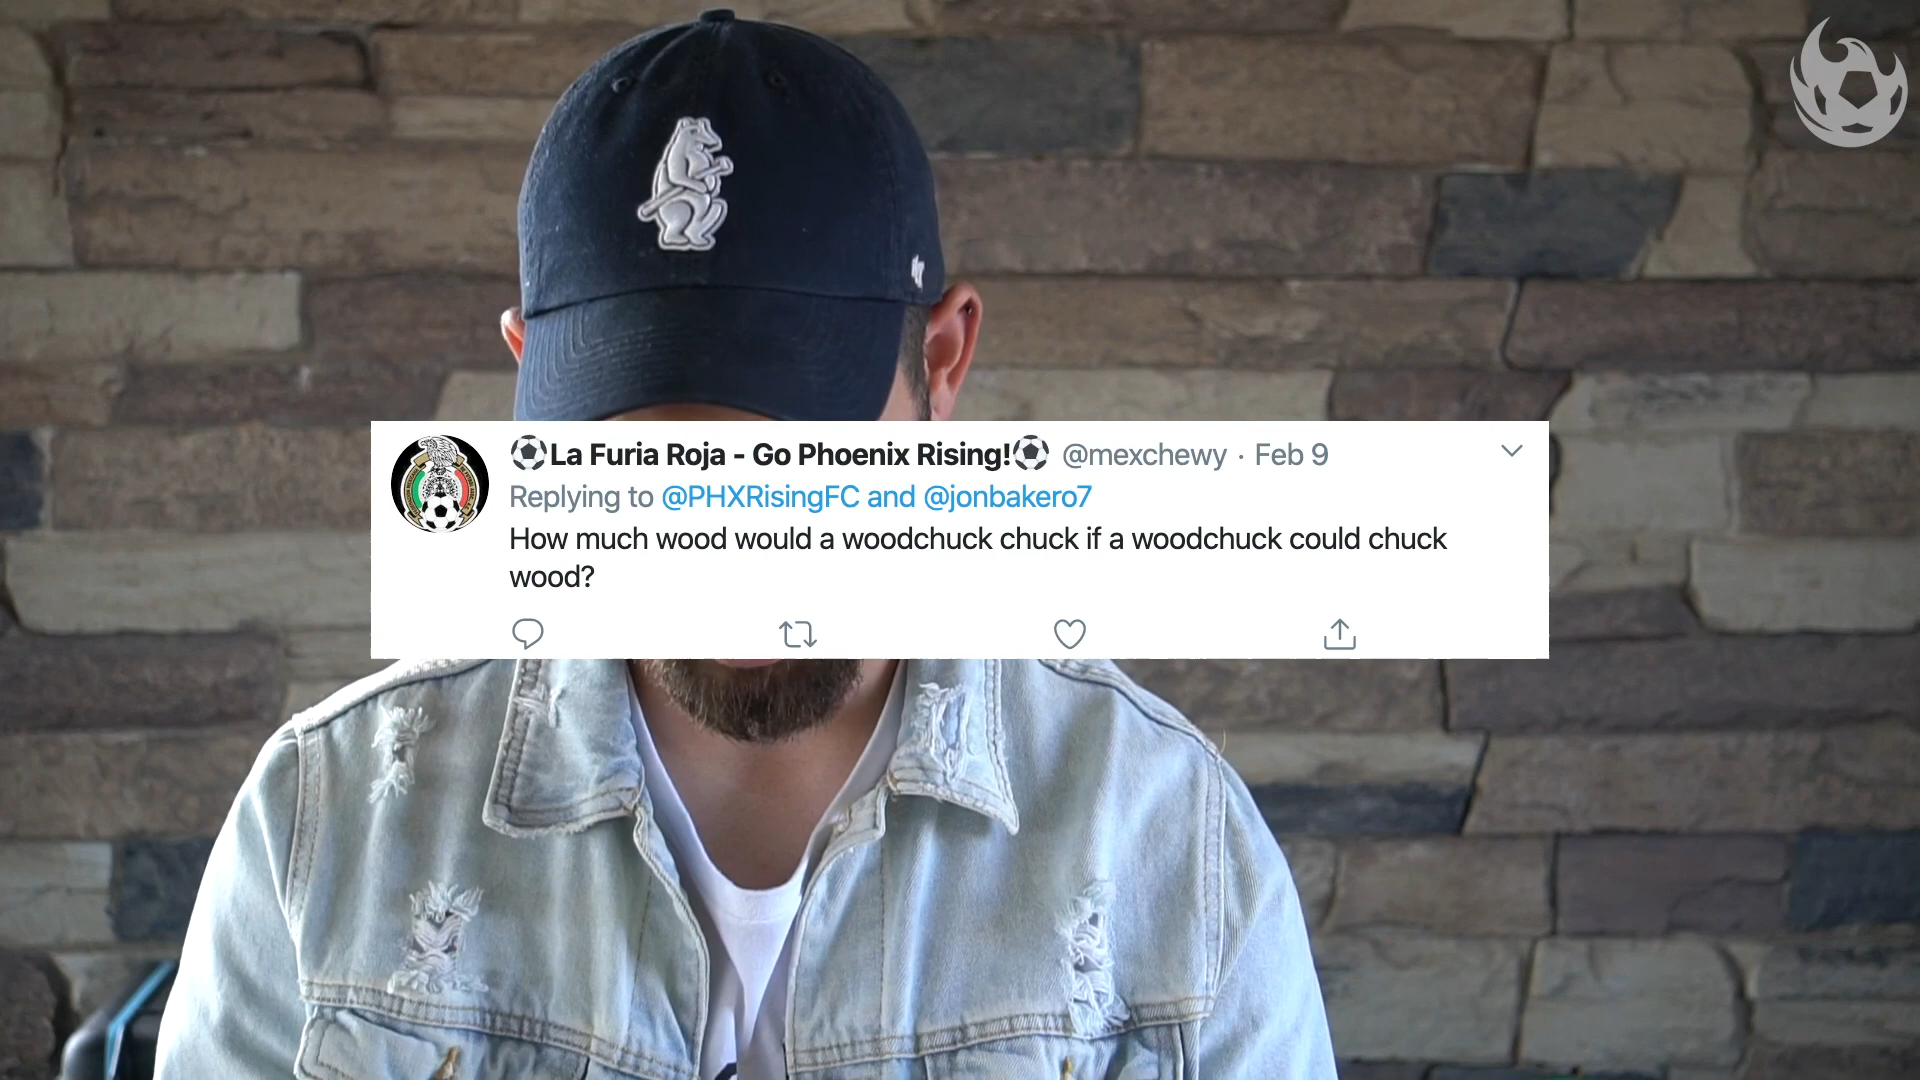 ⚽La Furia Roja - Go Phoenix Rising!⚽ @mexchewy · Feb 9
Replying to @PHXRisingFC and @jonbakero7
How much wood would a woodchuck chuck if a woodchuck could chuck
wood?